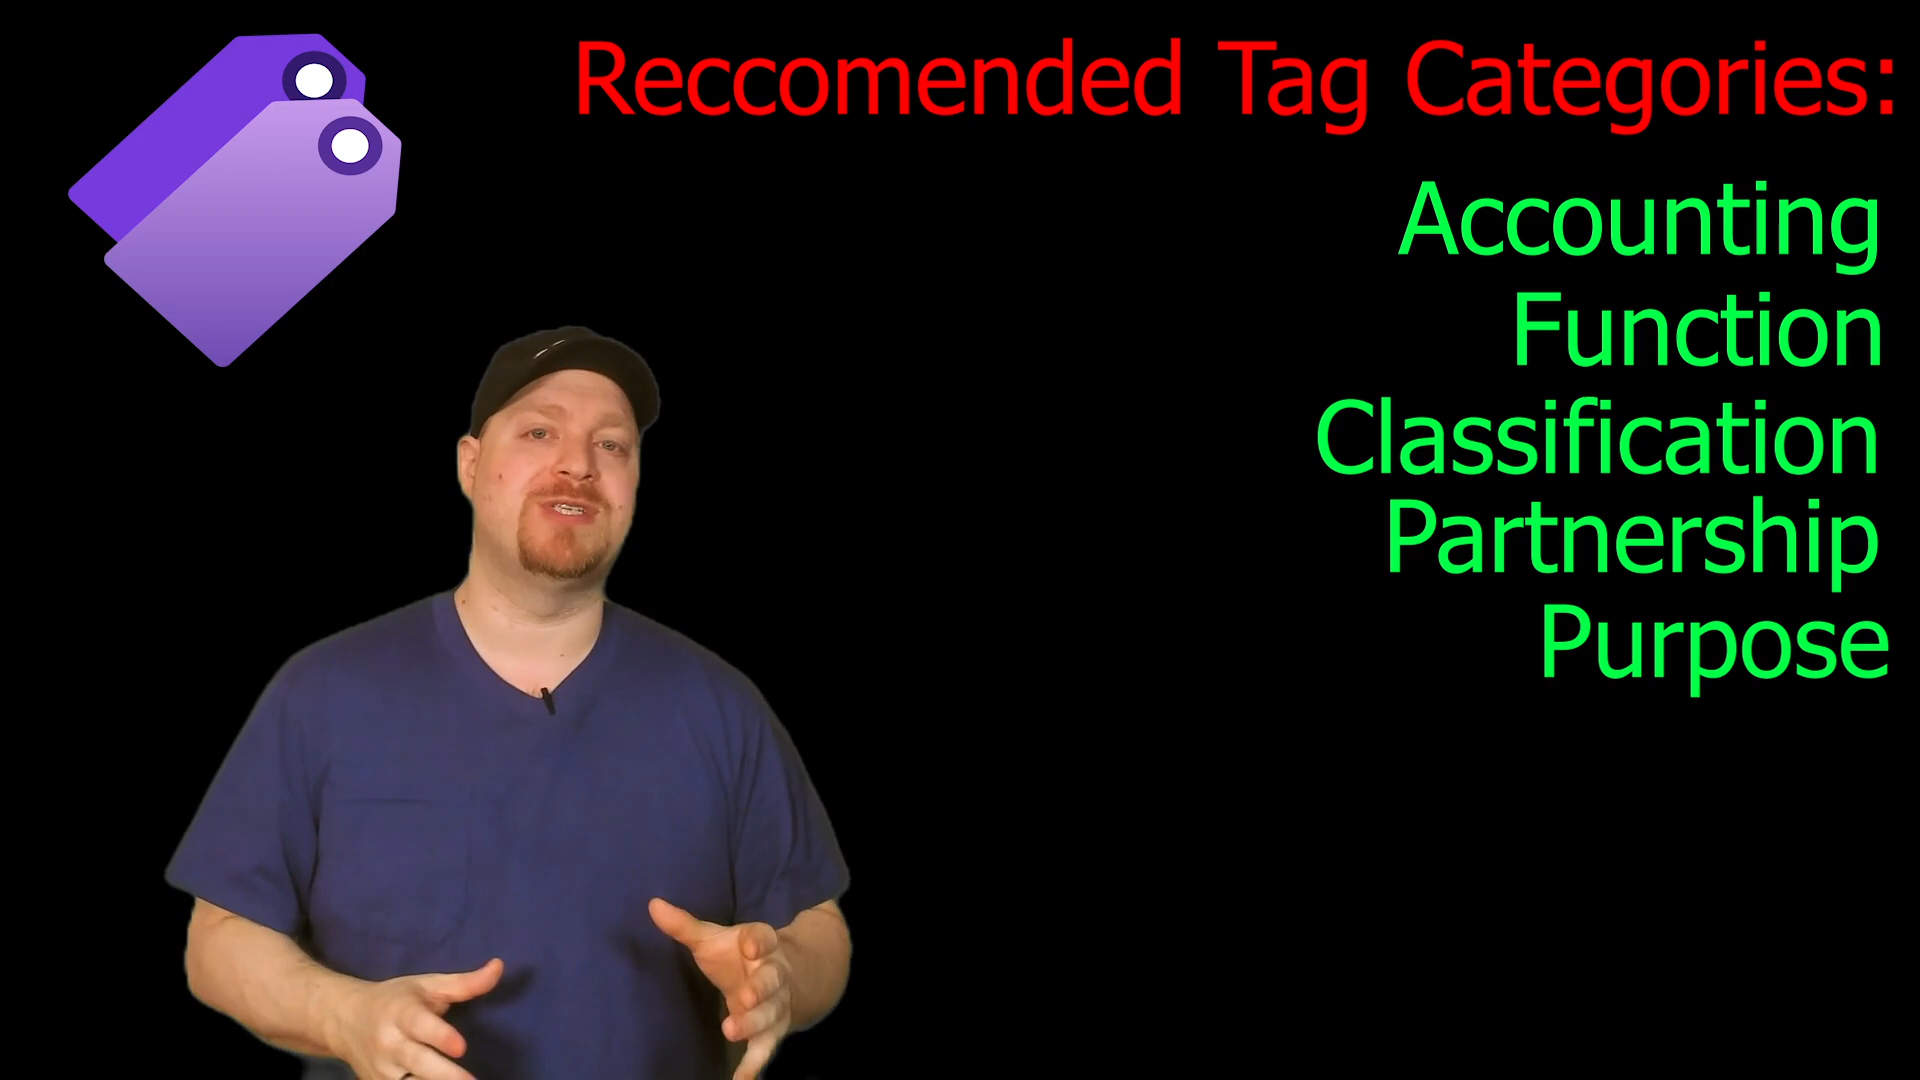 Reccomended Tag Categories:
Accounting
Function
Classification
Partnership
Purpose